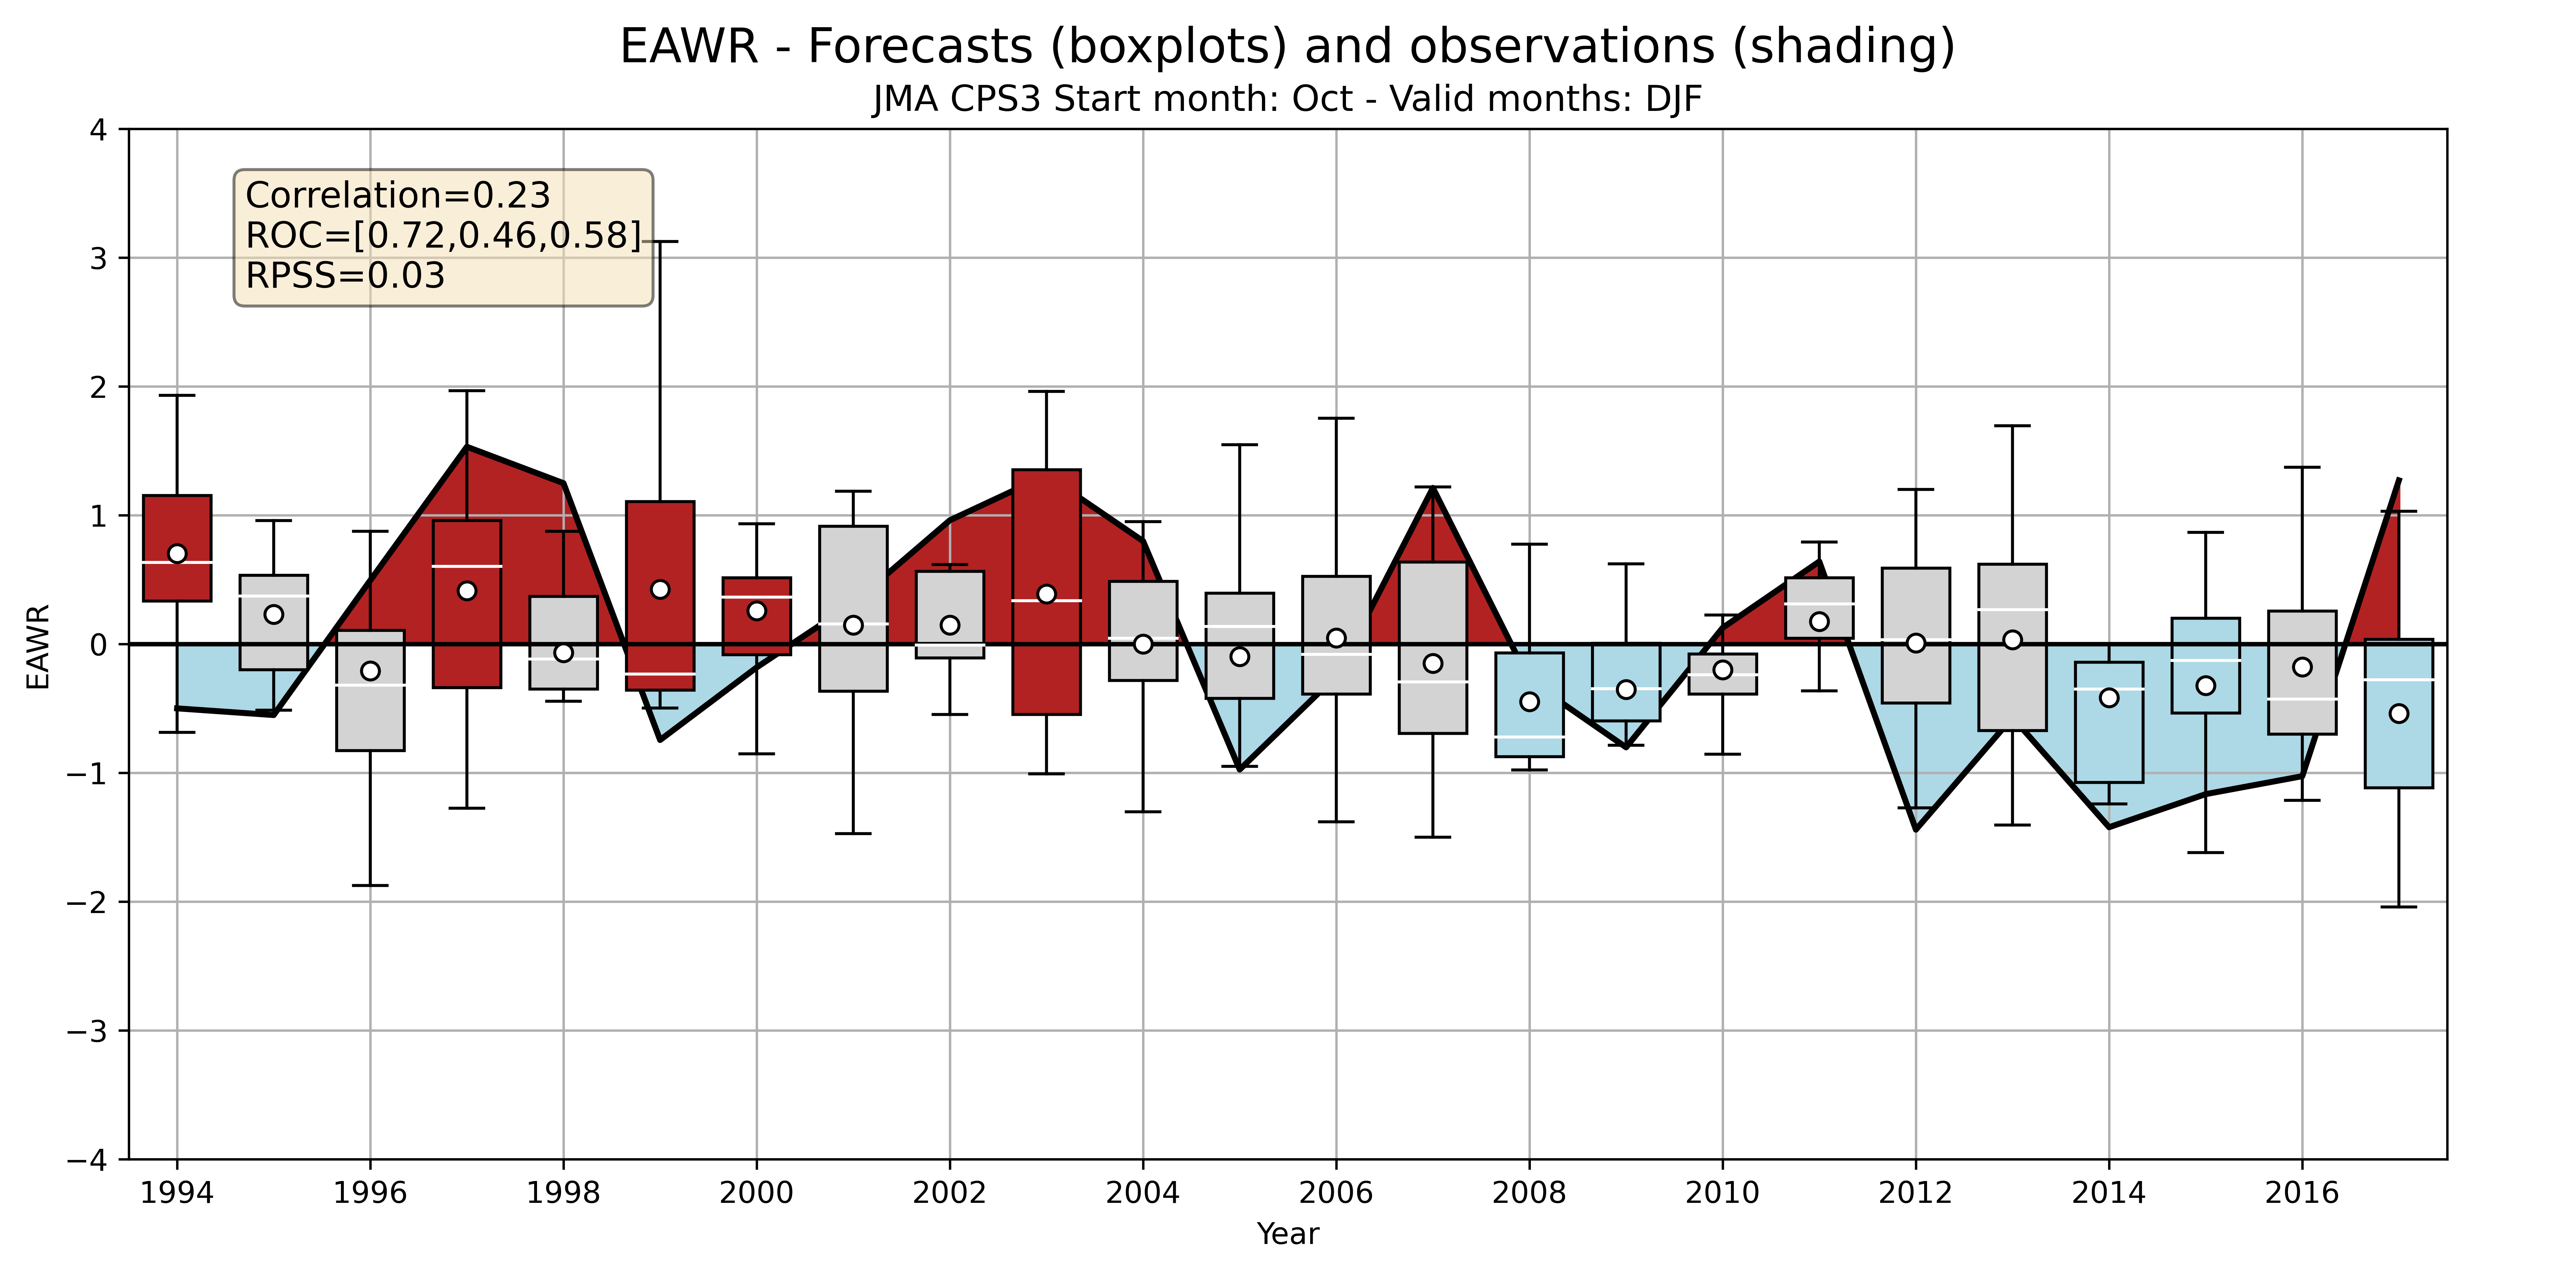 EAWR - Forecasts (boxplots) and observations (shading)
JMA CPS3 Start month: Oct - Valid months: DJF
Correlation=0.23
ROC=[0.72,0.46,0.58]
RPSS=0.03
EAWR
4
3
2
1
0
−1
−2
−3
−4
1994 1996 1998 2000 2002 2004 2006 2008 2010 2012 2014 2016
Year